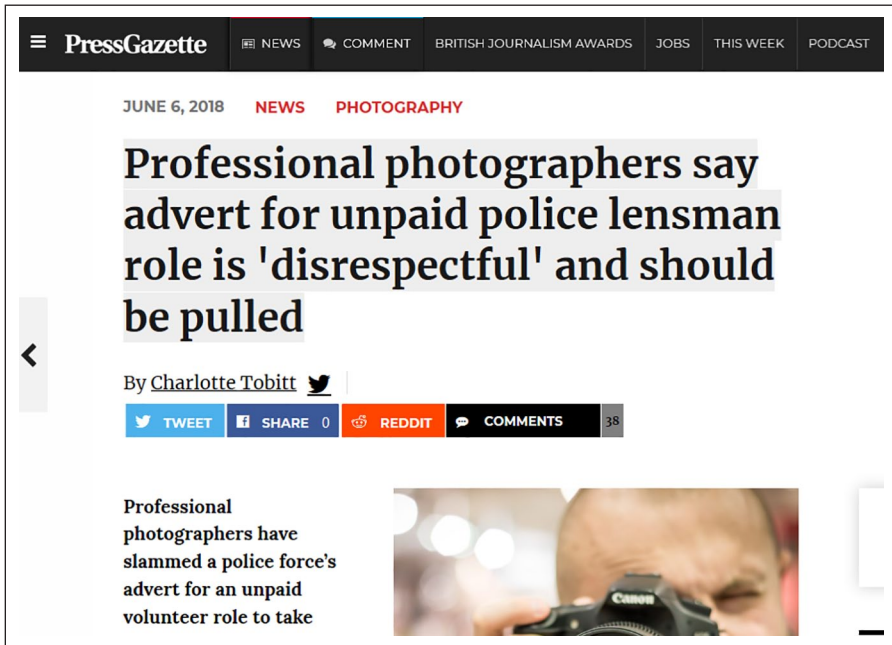 PressGazette NEWS COMMENT BRITISH JOURNALISM AWARDS JOBS THIS WEEK PODCAST
JUNE 6, 2018 NEWS PHOTOGRAPHY
Professional photographers say
advert for unpaid police lensman
role is 'disrespectful' and should
be pulled
By Charlotte Tobitt
TWEET SHARE 0 REDDIT COMMENTS 38
Professional
photographers have
slammed a police force’s
advert for an unpaid
volunteer role to take
Canon